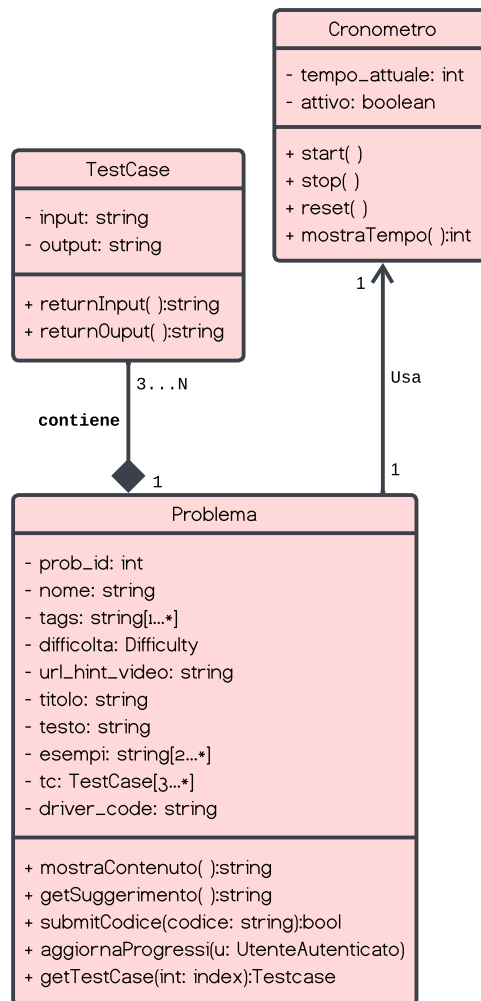 Cronometro
- tempo_attuale: int
- attivo: boolean
+ start( )
+ stop( )
+ reset( )
+ mostraTempo( ):int
TestCase
- input: string
- output: string
+ returnInput( ):string
+ returnOuput( ):string
3...N
contiene
1
1
Usa
1
Problema
- prob_id: int
- nome: string
- tags: string[1...*]
- difficolta: Difficulty
- url_hint_video: string
- titolo: string
- testo: string
- esempi: string[2...*]
- tc: TestCase[3...*]
- driver_code: string
+ mostraContenuto( ):string
+ getSuggerimento( ):string
+ submitCodice(codice: string):bool
+ aggiornaProgressi(u: UtenteAutenticato)
+ getTestCase(int: index):Testcase